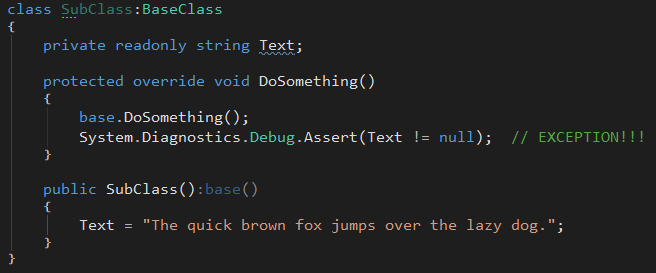 class SubClass:BaseClass
{
private readonly string Text;
protected override void DoSomething()
{
base.DoSomething();
System.Diagnostics.Debug.Assert(Text != null);  // EXCEPTION!!!
}
public SubClass():base()
{
Text = "The quick brown fox jumps over the lazy dog.";
}
}